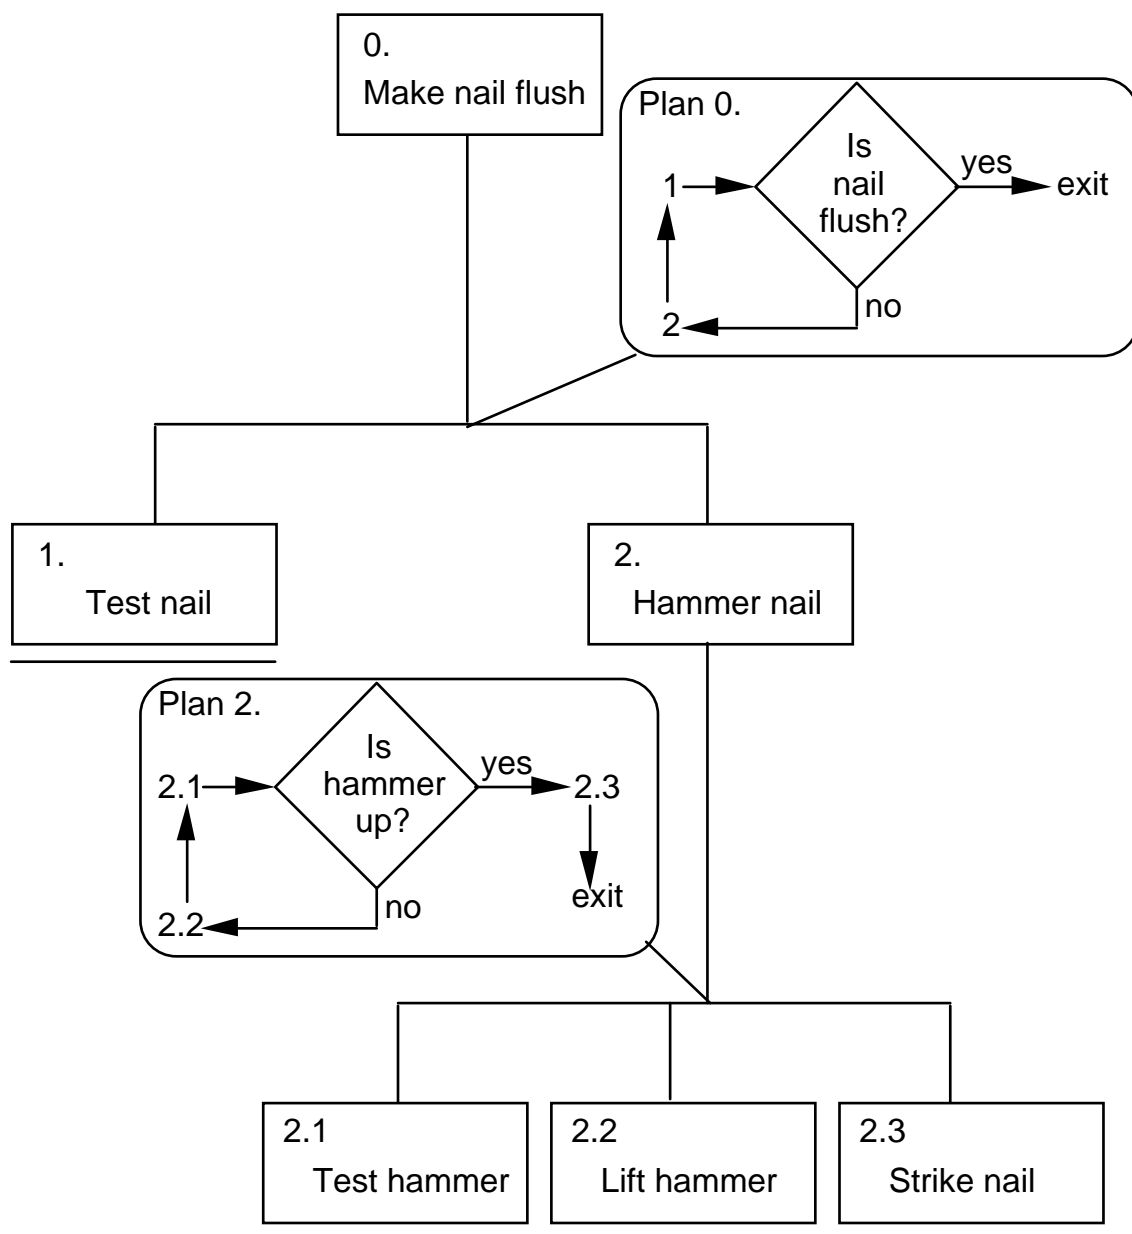 0.
Make nail flush
Plan 0.
Is
nail
flush?
yes
1
exit
no
2
1.
Test nail
2.
Hammer nail
Plan 2.
Is
hammer
up?
yes
2.1
2.3
exit
no
2.2
2.1
Test hammer
2.2
Lift hammer
2.3
Strike nail